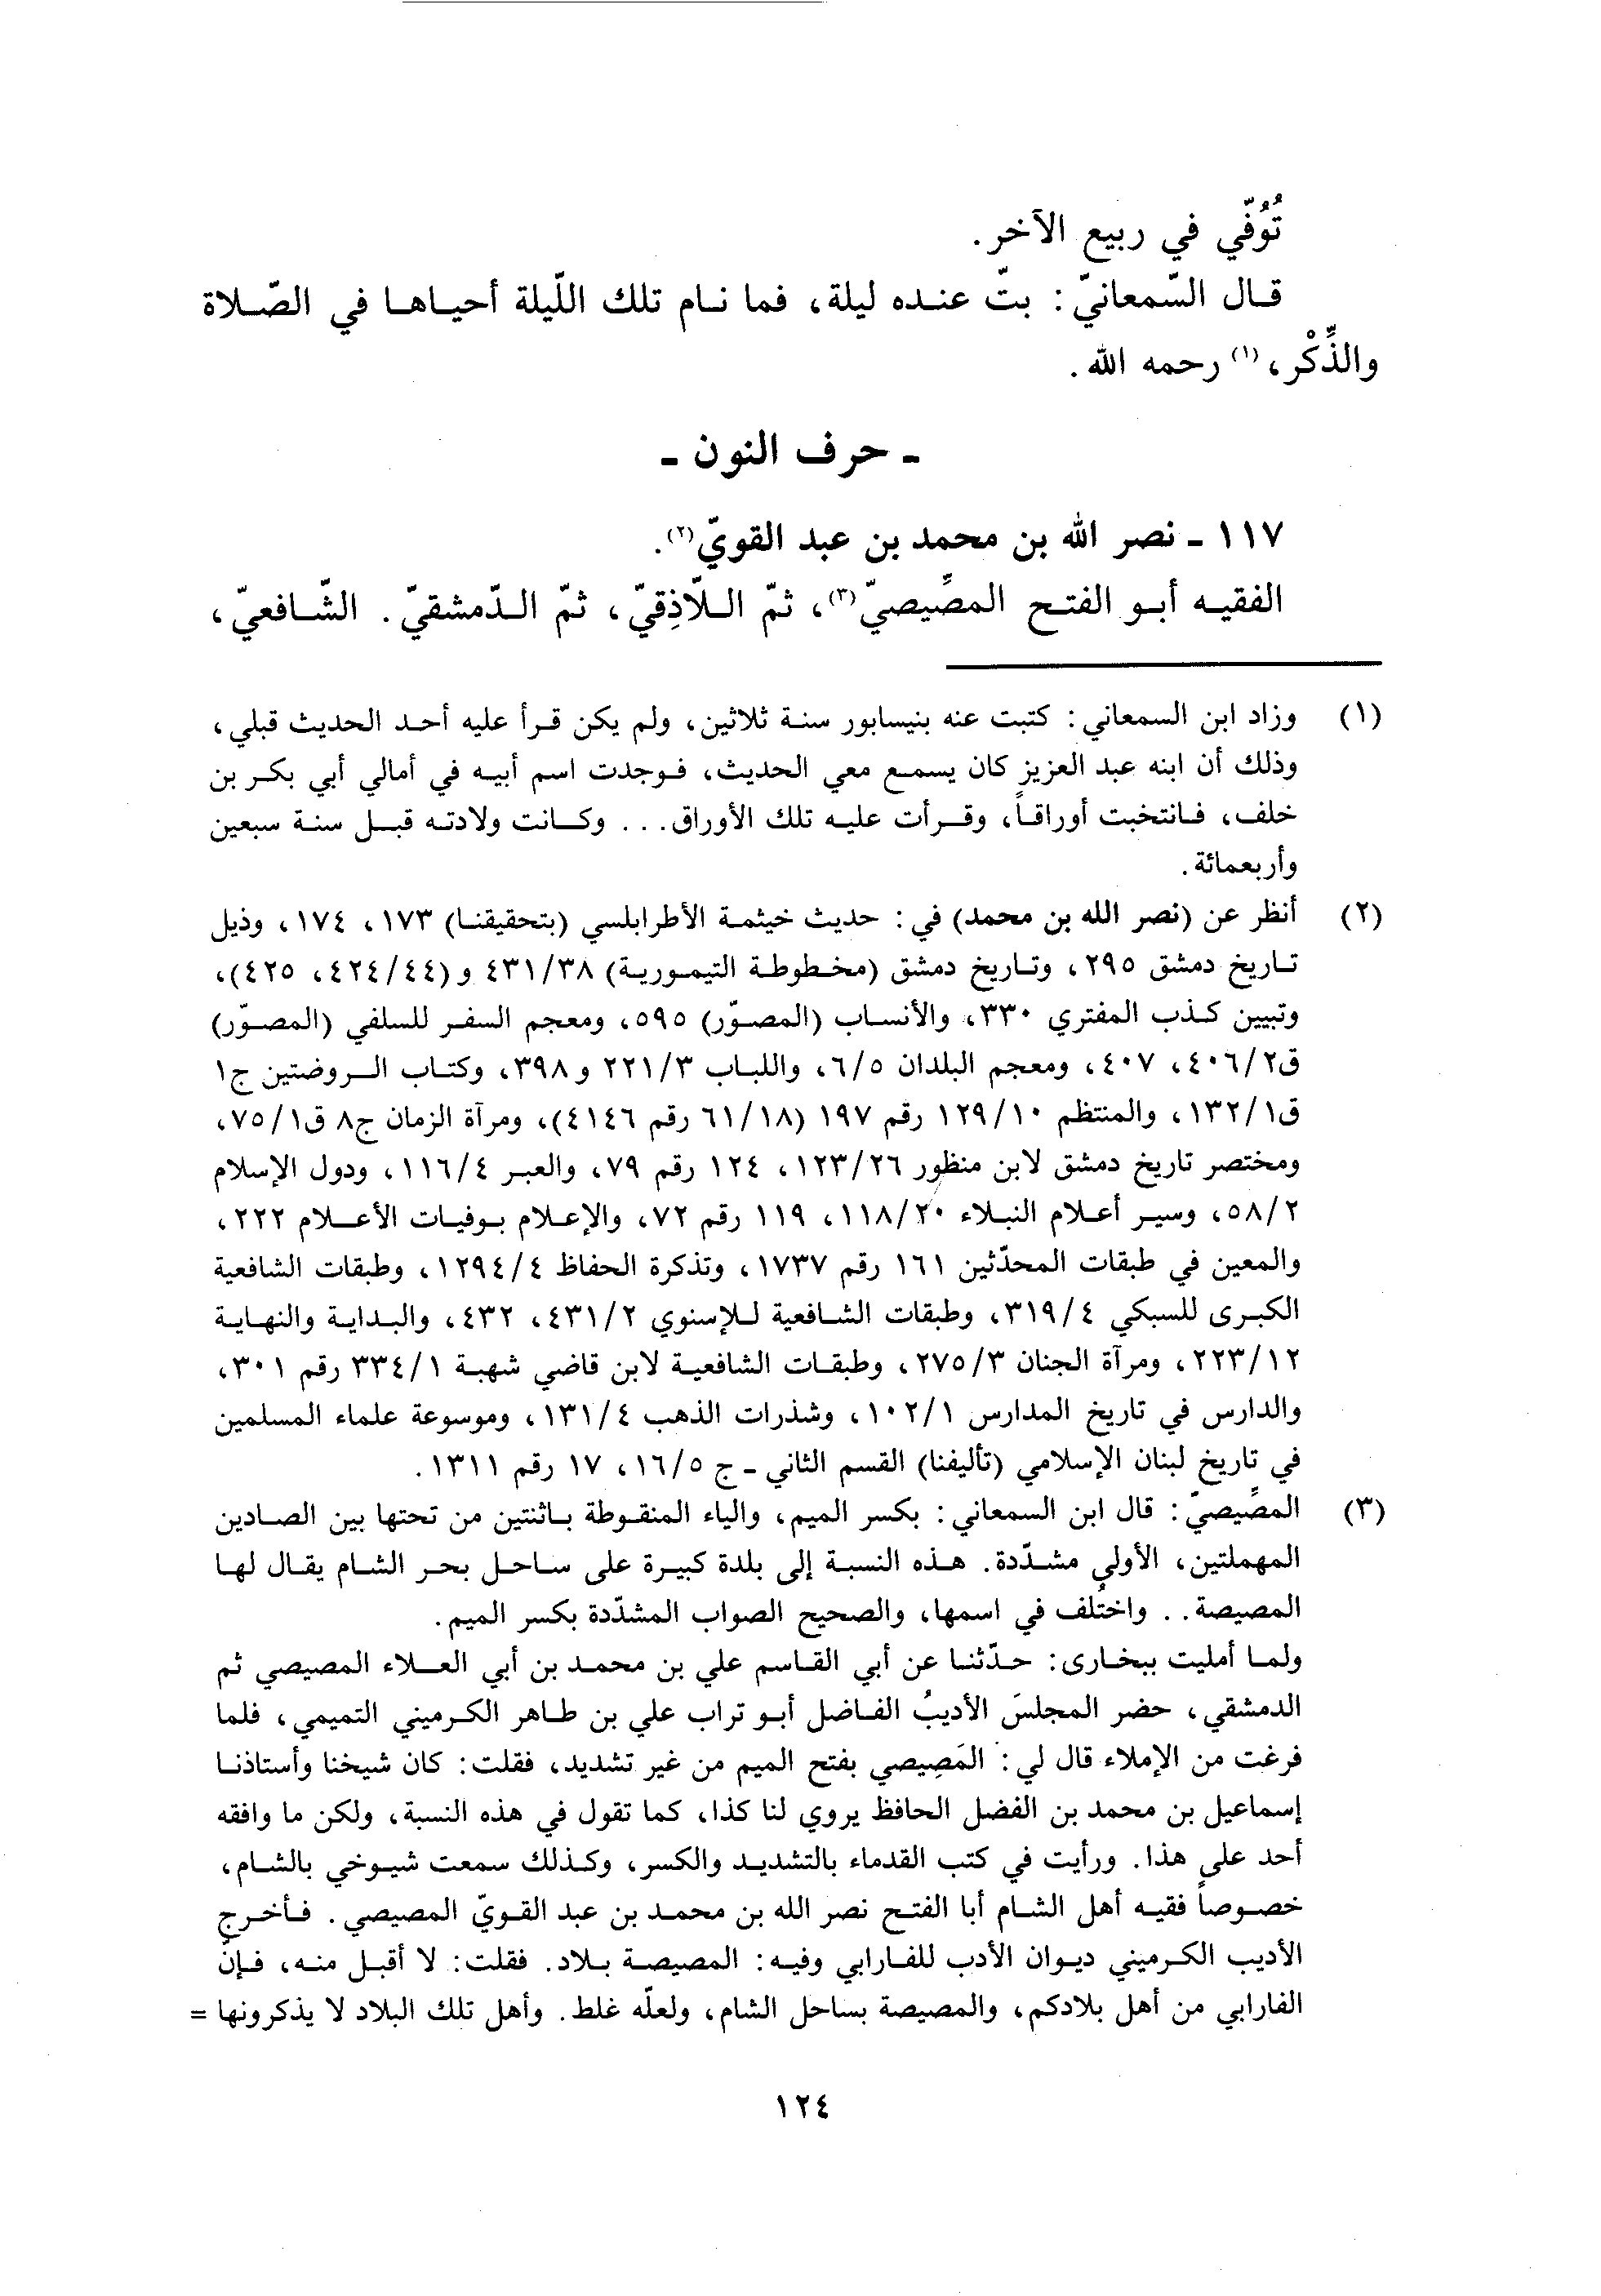 تُوُفّي في ربيع الآخر.
قال السّمعانيّ: بتّ عنده ليلة، فما نام تلك اللّيلة أحياها في الصّلاة
والذِّكْر،(١) رحمه الله.
ـ حرف النون ـ
١١٧ ـ نصر الله بن محمد بن عبد القويّ(٢).
الفقيه أبو الفتح المصِّيصيّ(٣)، ثمّ اللّاذِقيّ، ثمّ الدّمشقيّ. الشّافعيّ،
(١) وزاد ابن السمعاني: كتبت عنه بنيسابور سنة ثلاثين، ولم يكن قرأ عليه أحد الحديث قبلي،
وذلك أن ابنه عبد العزيز كان يسمع معي الحديث، فوجدت اسم أبيه في أمالي أبي بكر بن
خلف، فانتخبت أوراقاً، وقرأت عليه تلك الأوراق... وكانت ولادته قبل سنة سبعين
وأربعمائة.
(٢) أنظر عن (نصر الله بن محمد) في: حديث خيثمة الأطرابلسي (بتحقيقنا) ١٧٣، ١٧٤، وذيل
تاريخ دمشق ٢٩٥، وتاريخ دمشق (مخطوطة التيمورية) ٤٣١/٣٨ و(٤٢٤/٤٤، ٤٢٥)،
وتبيين كذب المفتري ٣٣٠، والأنساب (المصوّر) ٥٩٥، ومعجم السفر للسلفي (المصوّر)
ق٤٠٦/٢، ٤٠٧، ومعجم البلدان ٦/٥، واللباب ٢٢١/٣ و٣٩٨، وكتاب الروضتين ج١
ق١٣٢/١، والمنتظم ١٢٩/١٠ رقم ١٩٧ (٦١/١٨ رقم ٤١٤٦)، ومرآة الزمان ج٨ ق٧٥/١،
ومختصر تاريخ دمشق لابن منظور ١٢٣/٢٦، ١٢٤ رقم ٧٩، والعبر ١١٦/٤، ودول الإسلام
٥٨/٢، وسير أعلام النبلاء ١١٨/٢٠، ١١٩ رقم ٧٢، والإعلام بوفيات الأعلام ٢٢٢،
والمعين في طبقات المحدّثين ١٦١ رقم ١٧٣٧، وتذكرة الحفاظ ١٢٩٤/٤، وطبقات الشافعية
الكبرى للسبكي ٣١٩/٤، وطبقات الشافعية للإسنوي ٤٣١/٢، ٤٣٢، والبداية والنهاية
٢٢٣/١٢، ومرآة الجنان ٢٧٥/٣، وطبقات الشافعية لابن قاضي شهبة ٣٣٤/١ رقم ٣٠١،
والدارس في تاريخ المدارس ١٠٢/١، وشذرات الذهب ١٣١/٤، وموسوعة علماء المسلمين
في تاريخ لبنان الإسلامي (تأليفنا) القسم الثاني ـ ج ١٦/٥، ١٧ رقم ١٣١١.
(٣) المصِّيصيّ: قال ابن السمعاني: بكسر الميم، والياء المنقوطة باثنتين من تحتها بين الصادين
المهملتين، الأولى مشدّدة. هذه النسبة إلى بلدة كبيرة على ساحل بحر الشام يقال لها
المصيصة.. واختُلف في اسمها، والصحيح الصواب المشدّدة بكسر الميم.
ولما أمليت ببخارى: حدّثنا عن أبي القاسم علي بن محمد بن أبي العلاء المصيصي ثم
الدمشقي، حضر المجلسَ الأديبُ الفاضل أبو تراب علي بن طاهر الكرميني التميمي، فلما
فرغت من الإملاء قال لي: المَصِيصي بفتح الميم من غير تشديد، فقلت: كان شيخنا وأستاذنا
إسماعيل بن محمد بن الفضل الحافظ يروي لنا كذا، كما تقول في هذه النسبة، ولكن ما وافقه
أحد على هذا. ورأيت في كتب القدماء بالتشديد والكسر، وكذلك سمعت شيوخي بالشام،
خصوصاً فقيه أهل الشام أبا الفتح نصر الله بن محمد بن عبد القويّ المصيصي. فأخرج
الأديب الكرميني ديوان الأدب للفارابي وفيه: المصيصة بلاد. فقلت: لا أقبل منه، فإنّ
الفارابي من أهل بلادكم، والمصيصة بساحل الشام، ولعلّه غلط. وأهل تلك البلاد لا يذكرونها =
١٢٤